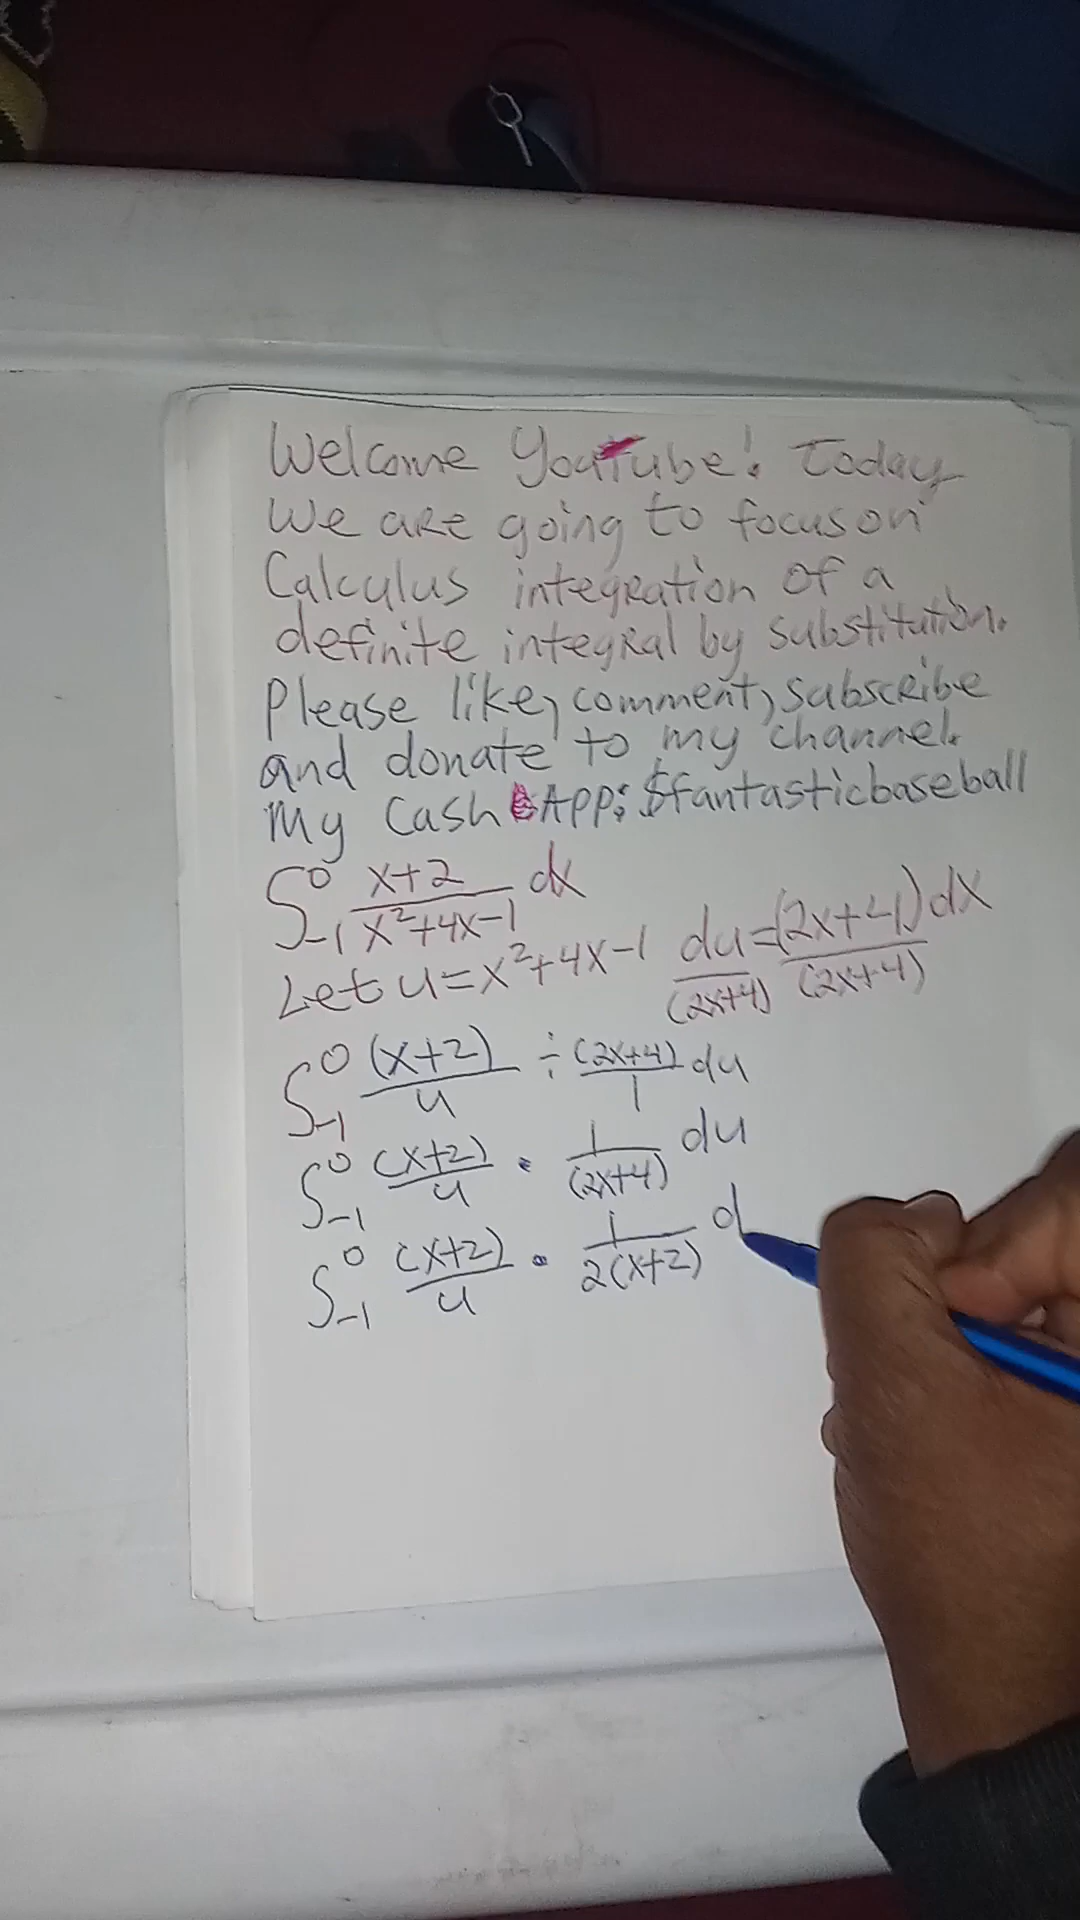 Welcome YouTube! Today
we are going to focus on
Calculus integration of a
definite integral by substitution.
Please like, comment, subscribe
and donate to my channel.
My Cash App: $fantasticbaseball
∫₋₁⁰ (x+2)/(x²+4x-1) dx
Let u=x²+4x-1 du/(2x+4)=(2x+4)dx/(2x+4)
∫₋₁⁰ (x+2)/u ÷ (2x+4)/1 du
∫₋₁⁰ (x+2)/u · 1/(2x+4) du
∫₋₁⁰ (x+2)/u · 1/2(x+2) d